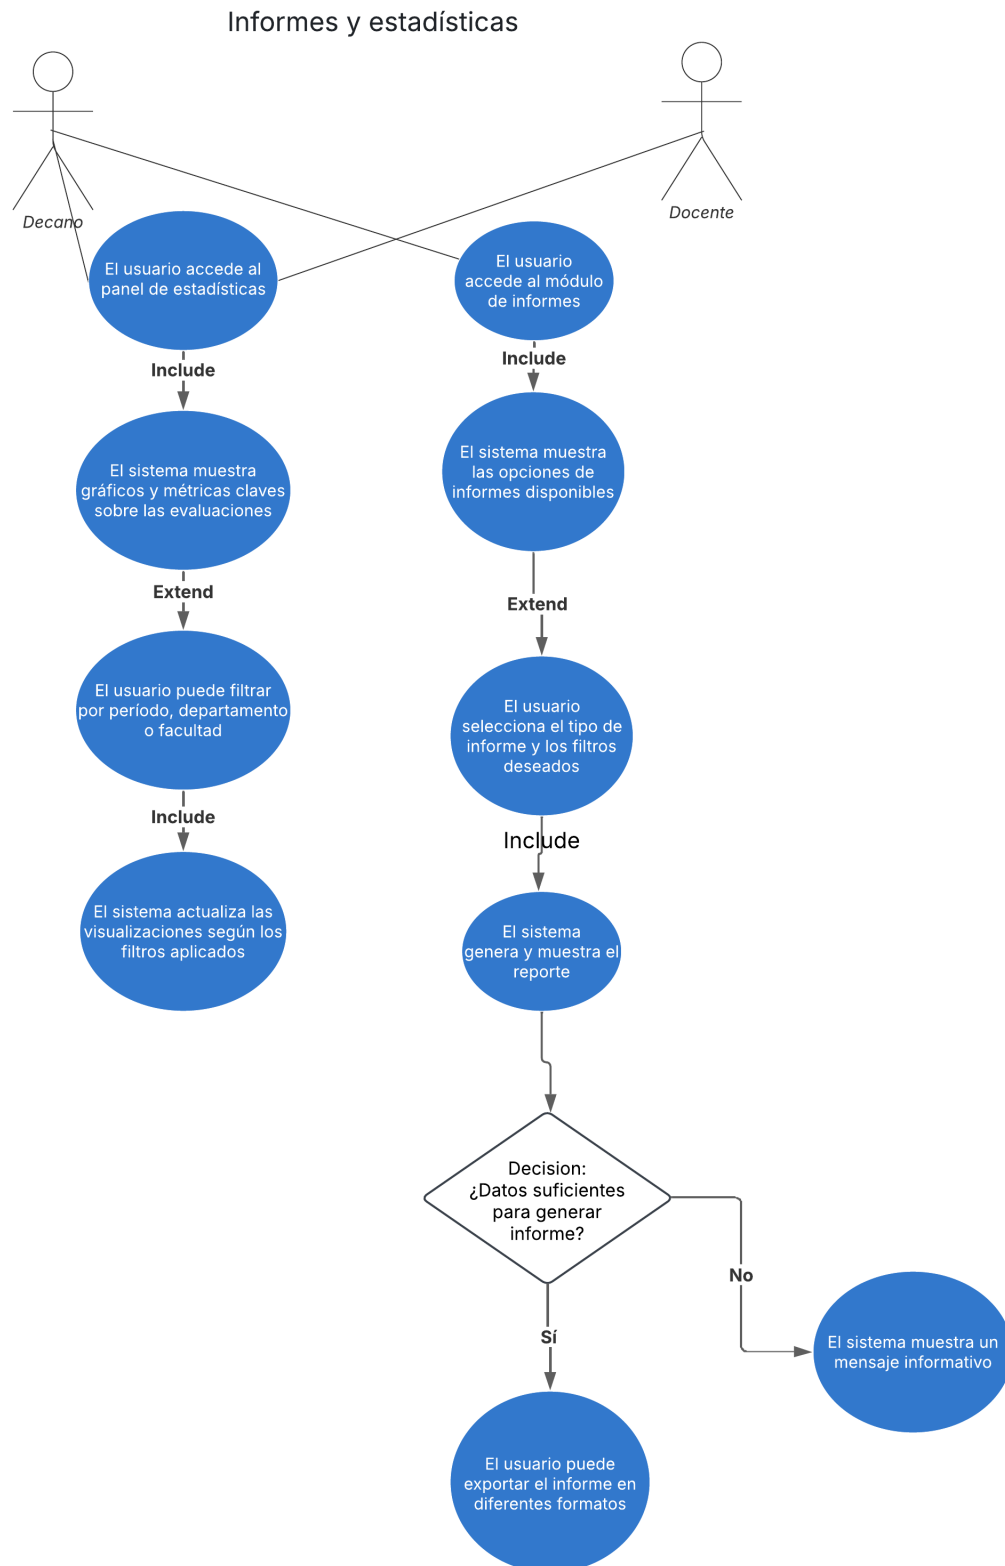 Informes y estadísticas
Decano
Docente
El usuario accede al
panel de estadísticas
El usuario
accede al módulo
de informes
Include
Include
El sistema muestra
gráficos y métricas claves
sobre las evaluaciones
El sistema muestra
las opciones de
informes disponibles
Extend
Extend
El usuario puede filtrar
por período, departamento
o facultad
El usuario
selecciona el tipo de
informe y los filtros
deseados
Include
Include
El sistema actualiza las
visualizaciones según los
filtros aplicados
El sistema
genera y muestra el
reporte
Decision:
¿Datos suficientes
para generar
informe?
No
Sí
El sistema muestra un
mensaje informativo
El usuario puede
exportar el informe en
diferentes formatos